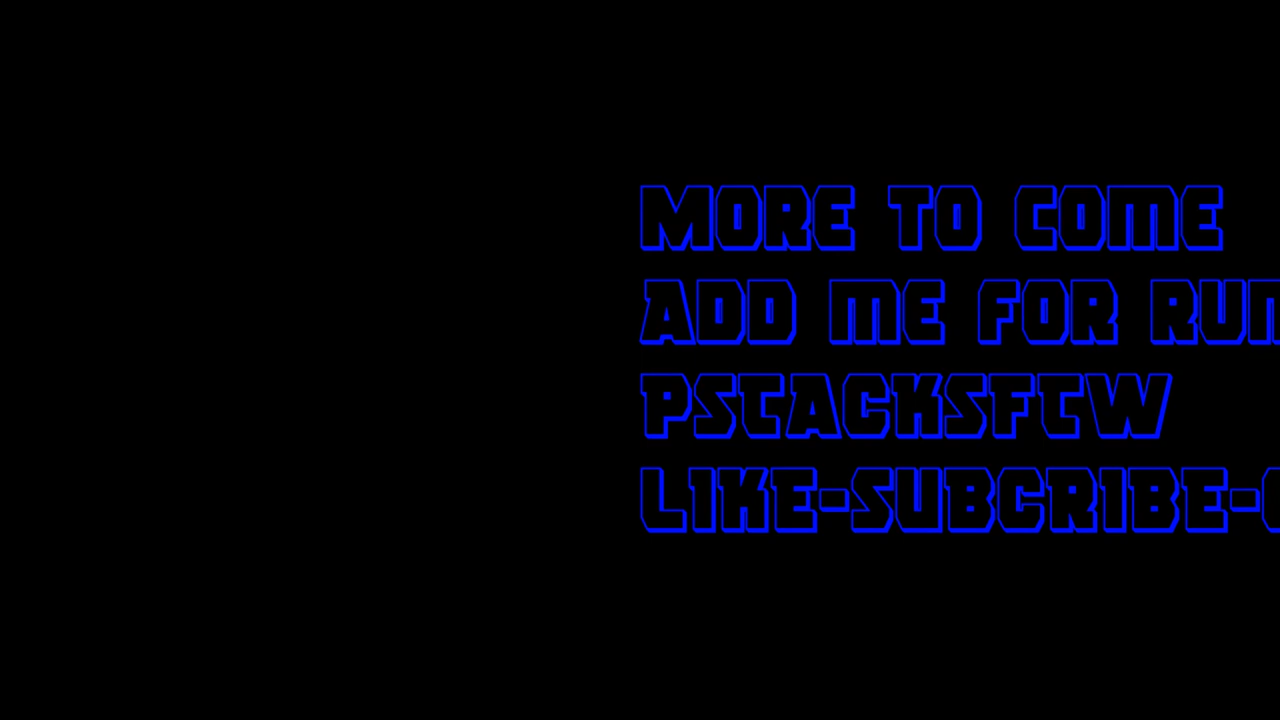 MORE TO COME
ADD ME FOR RUN
PSTACKSFTW
LIKE-SUBCRIBE-